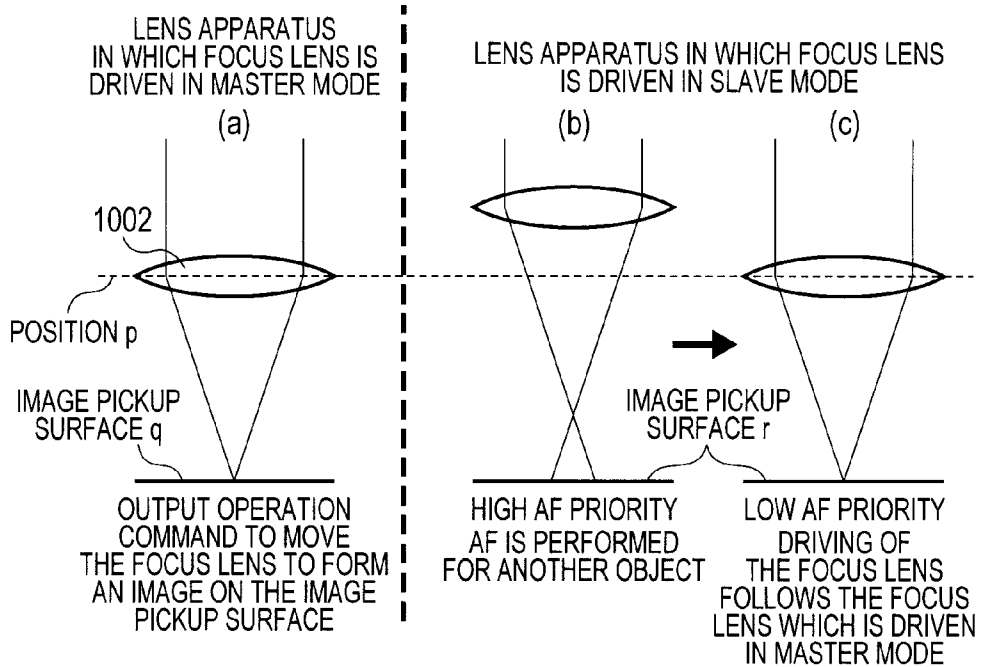 LENS APPARATUS
IN WHICH FOCUS LENS IS
DRIVEN IN MASTER MODE
(a)
LENS APPARATUS IN WHICH FOCUS LENS
IS DRIVEN IN SLAVE MODE
(b)
(c)
1002
POSITION p
IMAGE PICKUP
SURFACE q
IMAGE PICKUP
SURFACE r
OUTPUT OPERATION
COMMAND TO MOVE
THE FOCUS LENS TO FORM
AN IMAGE ON THE IMAGE
PICKUP SURFACE
HIGH AF PRIORITY
AF IS PERFORMED
FOR ANOTHER OBJECT
LOW AF PRIORITY
DRIVING OF
THE FOCUS LENS
FOLLOWS THE FOCUS
LENS WHICH IS DRIVEN
IN MASTER MODE